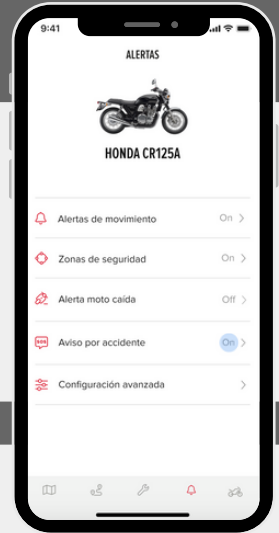 9:41
ALERTAS
HONDA CR125A
Alertas de movimiento On
Zonas de seguridad On
Alerta moto caída Off
SOS Aviso por accidente On
Configuración avanzada